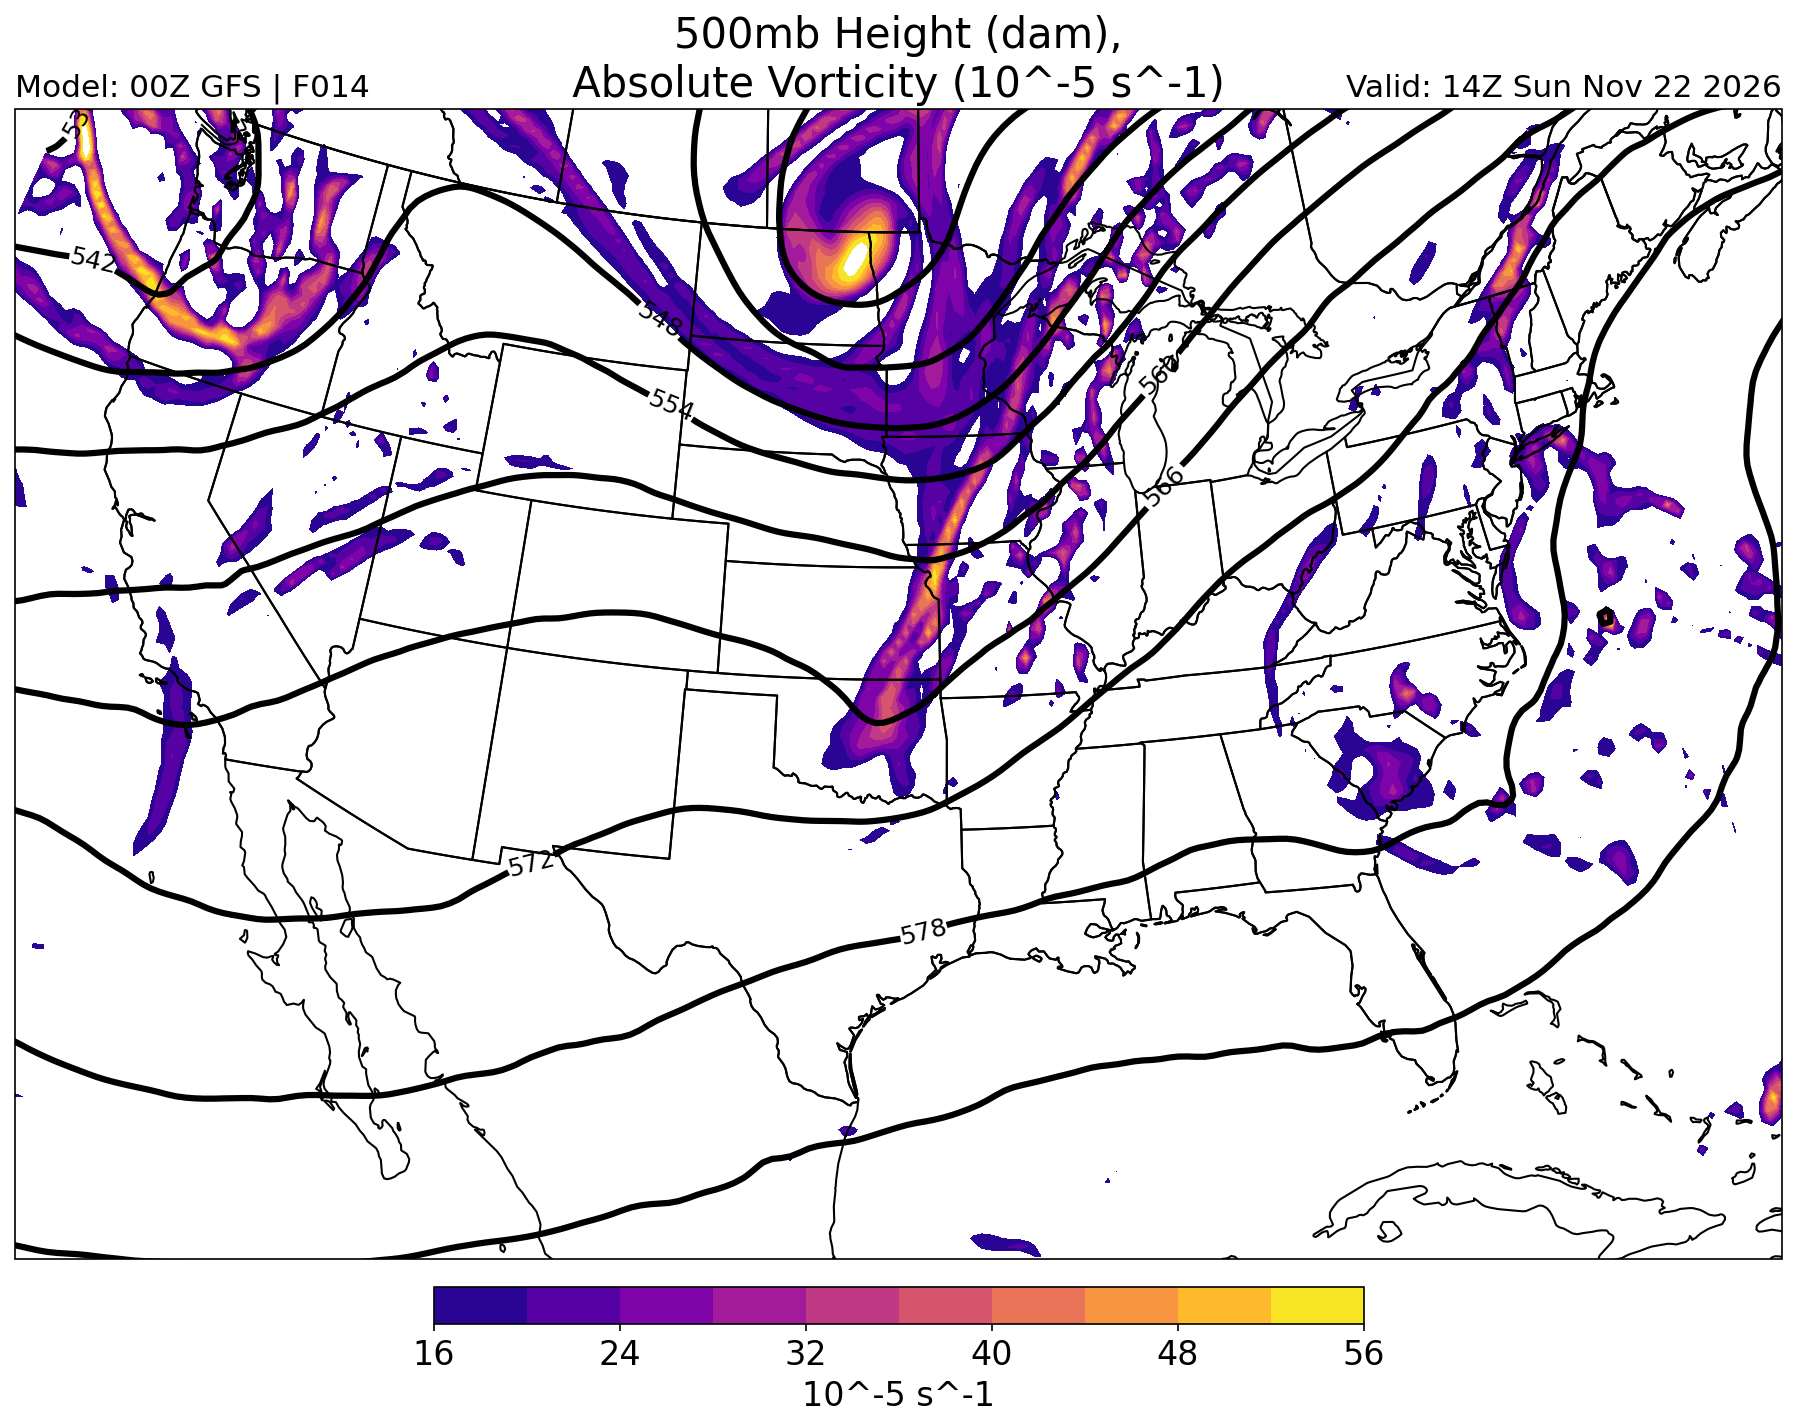 500mb Height (dam),
Absolute Vorticity (10^-5 s^-1)
Model: 00Z GFS | F014
Valid: 14Z Sun Nov 22 2026
542
548
554
560
566
572
578
16 24 32 40 48 56
10^-5 s^-1